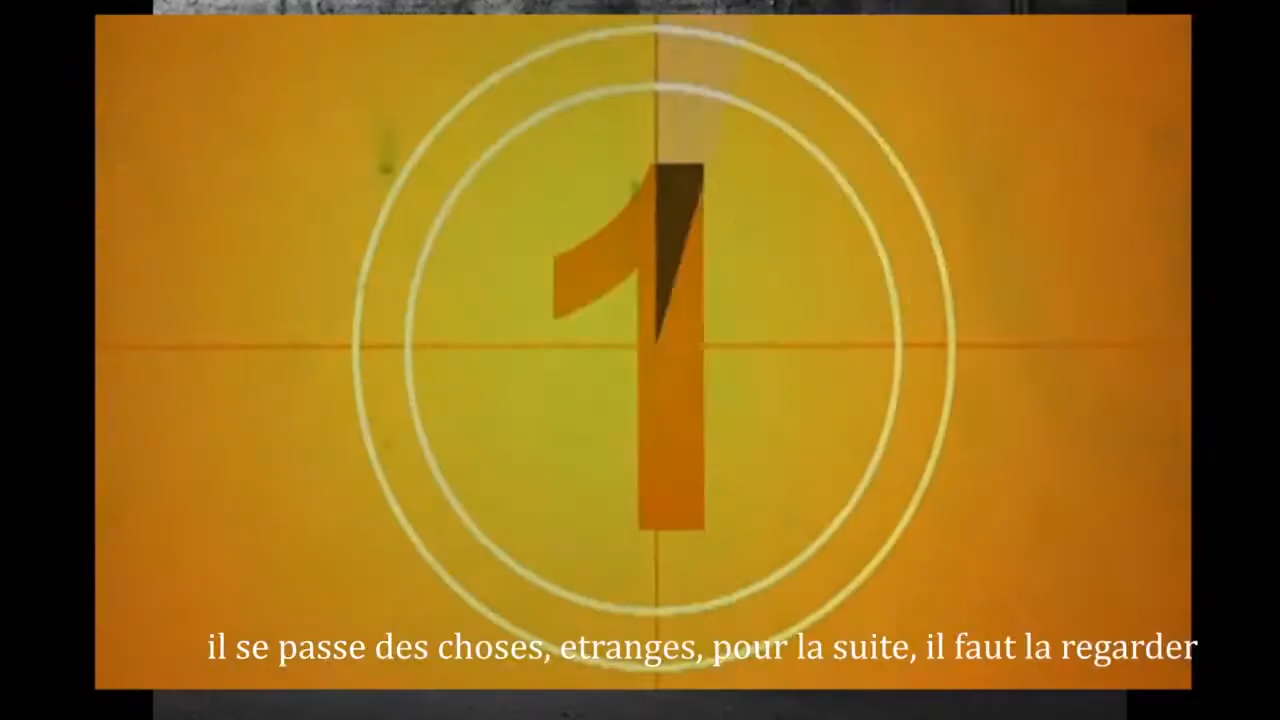 1
il se passe des choses, etranges, pour la suite, il faut la regarder